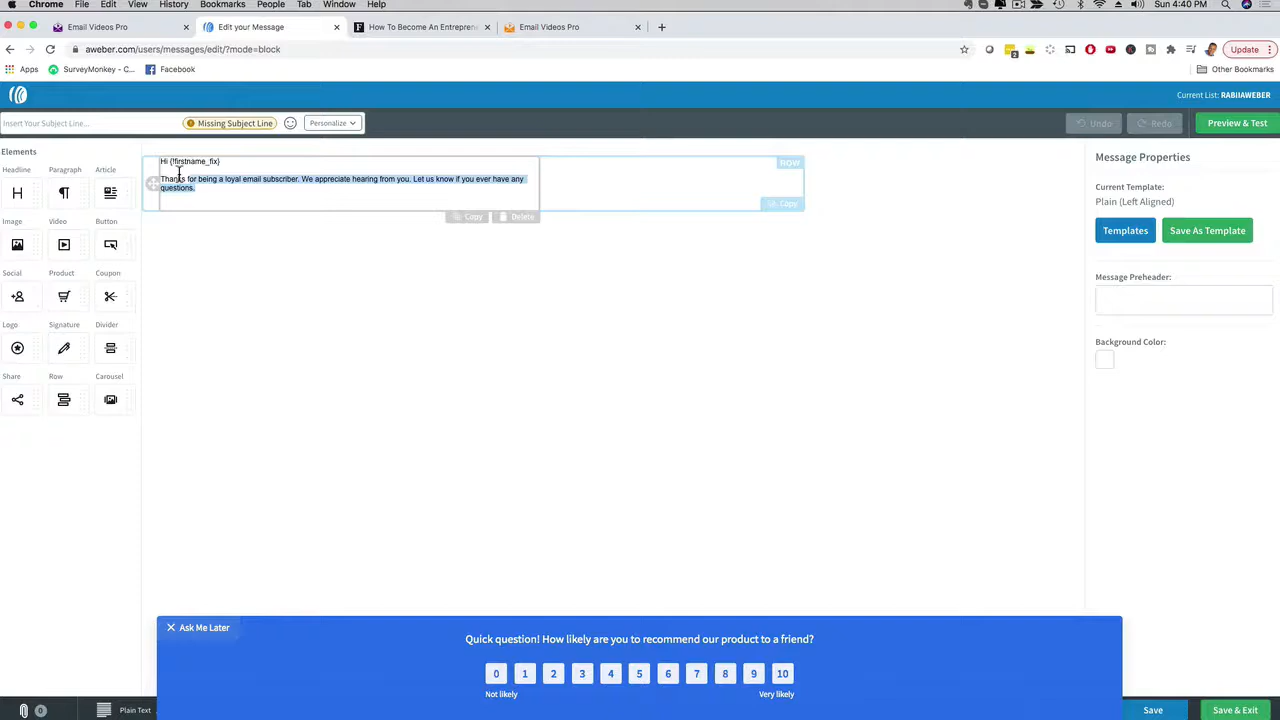 Chrome File Edit View History Bookmarks People Tab Window Help Sun 4:40 PM
Email Videos Pro Edit your Message How To Become An Entreprene Email Videos Pro
aweber.com/users/messages/edit/?mode=block Update
Apps SurveyMonkey - C... Facebook Other Bookmarks
Current List: RABIIAWEBER
Insert Your Subject Line... Missing Subject Line Personalize Undo Redo Preview & Test
Elements
Headline Paragraph Article
Image Video Button
Social Product Coupon
Logo Signature Divider
Share Row Carousel
Hi {!firstname_fix}
Thanks for being a loyal email subscriber. We appreciate hearing from you. Let us know if you ever have any
questions.
ROW
Copy
Copy Delete
Message Properties
Current Template:
Plain (Left Aligned)
Templates Save As Template
Message Preheader:
Background Color:
Ask Me Later
Quick question! How likely are you to recommend our product to a friend?
0 1 2 3 4 5 6 7 8 9 10
Not likely Very likely
0 Plain Text Save Save & Exit